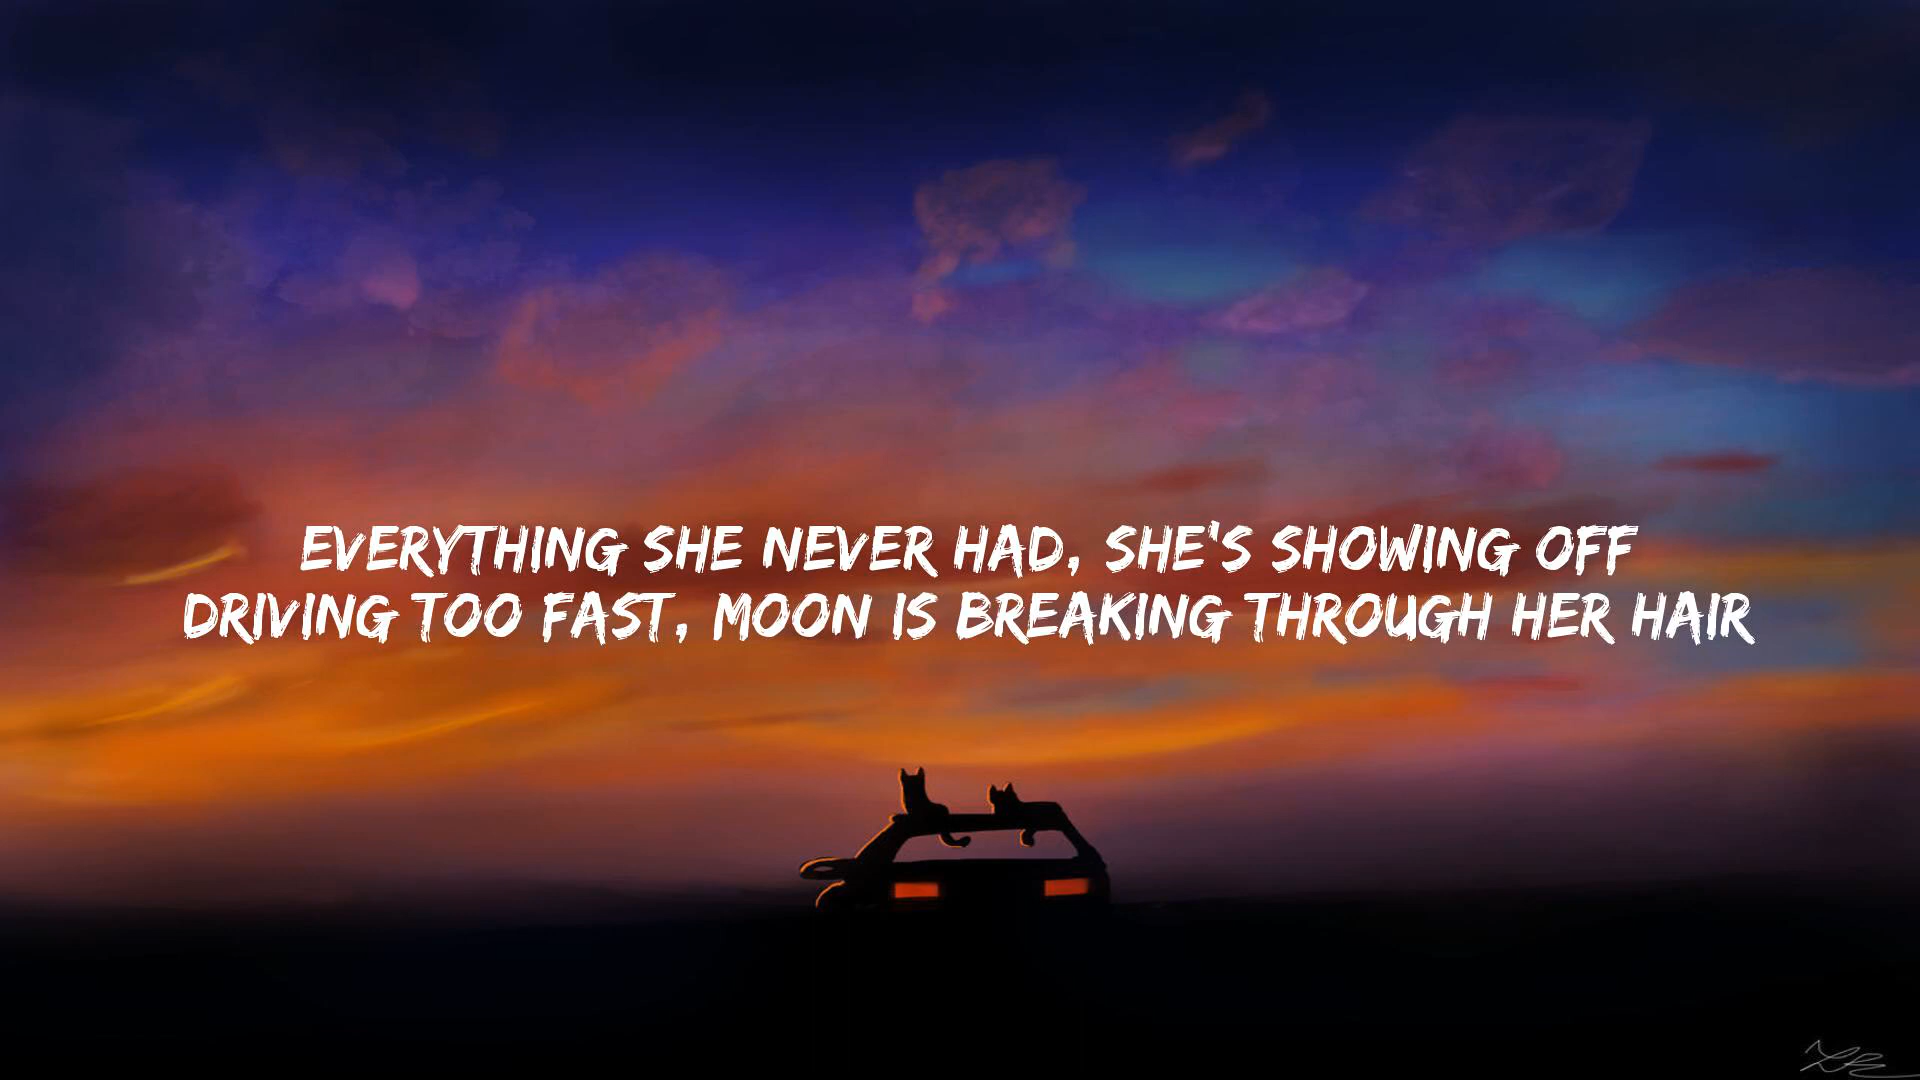 EVERYTHING SHE NEVER HAD, SHE'S SHOWING OFF
DRIVING TOO FAST, MOON IS BREAKING THROUGH HER HAIR